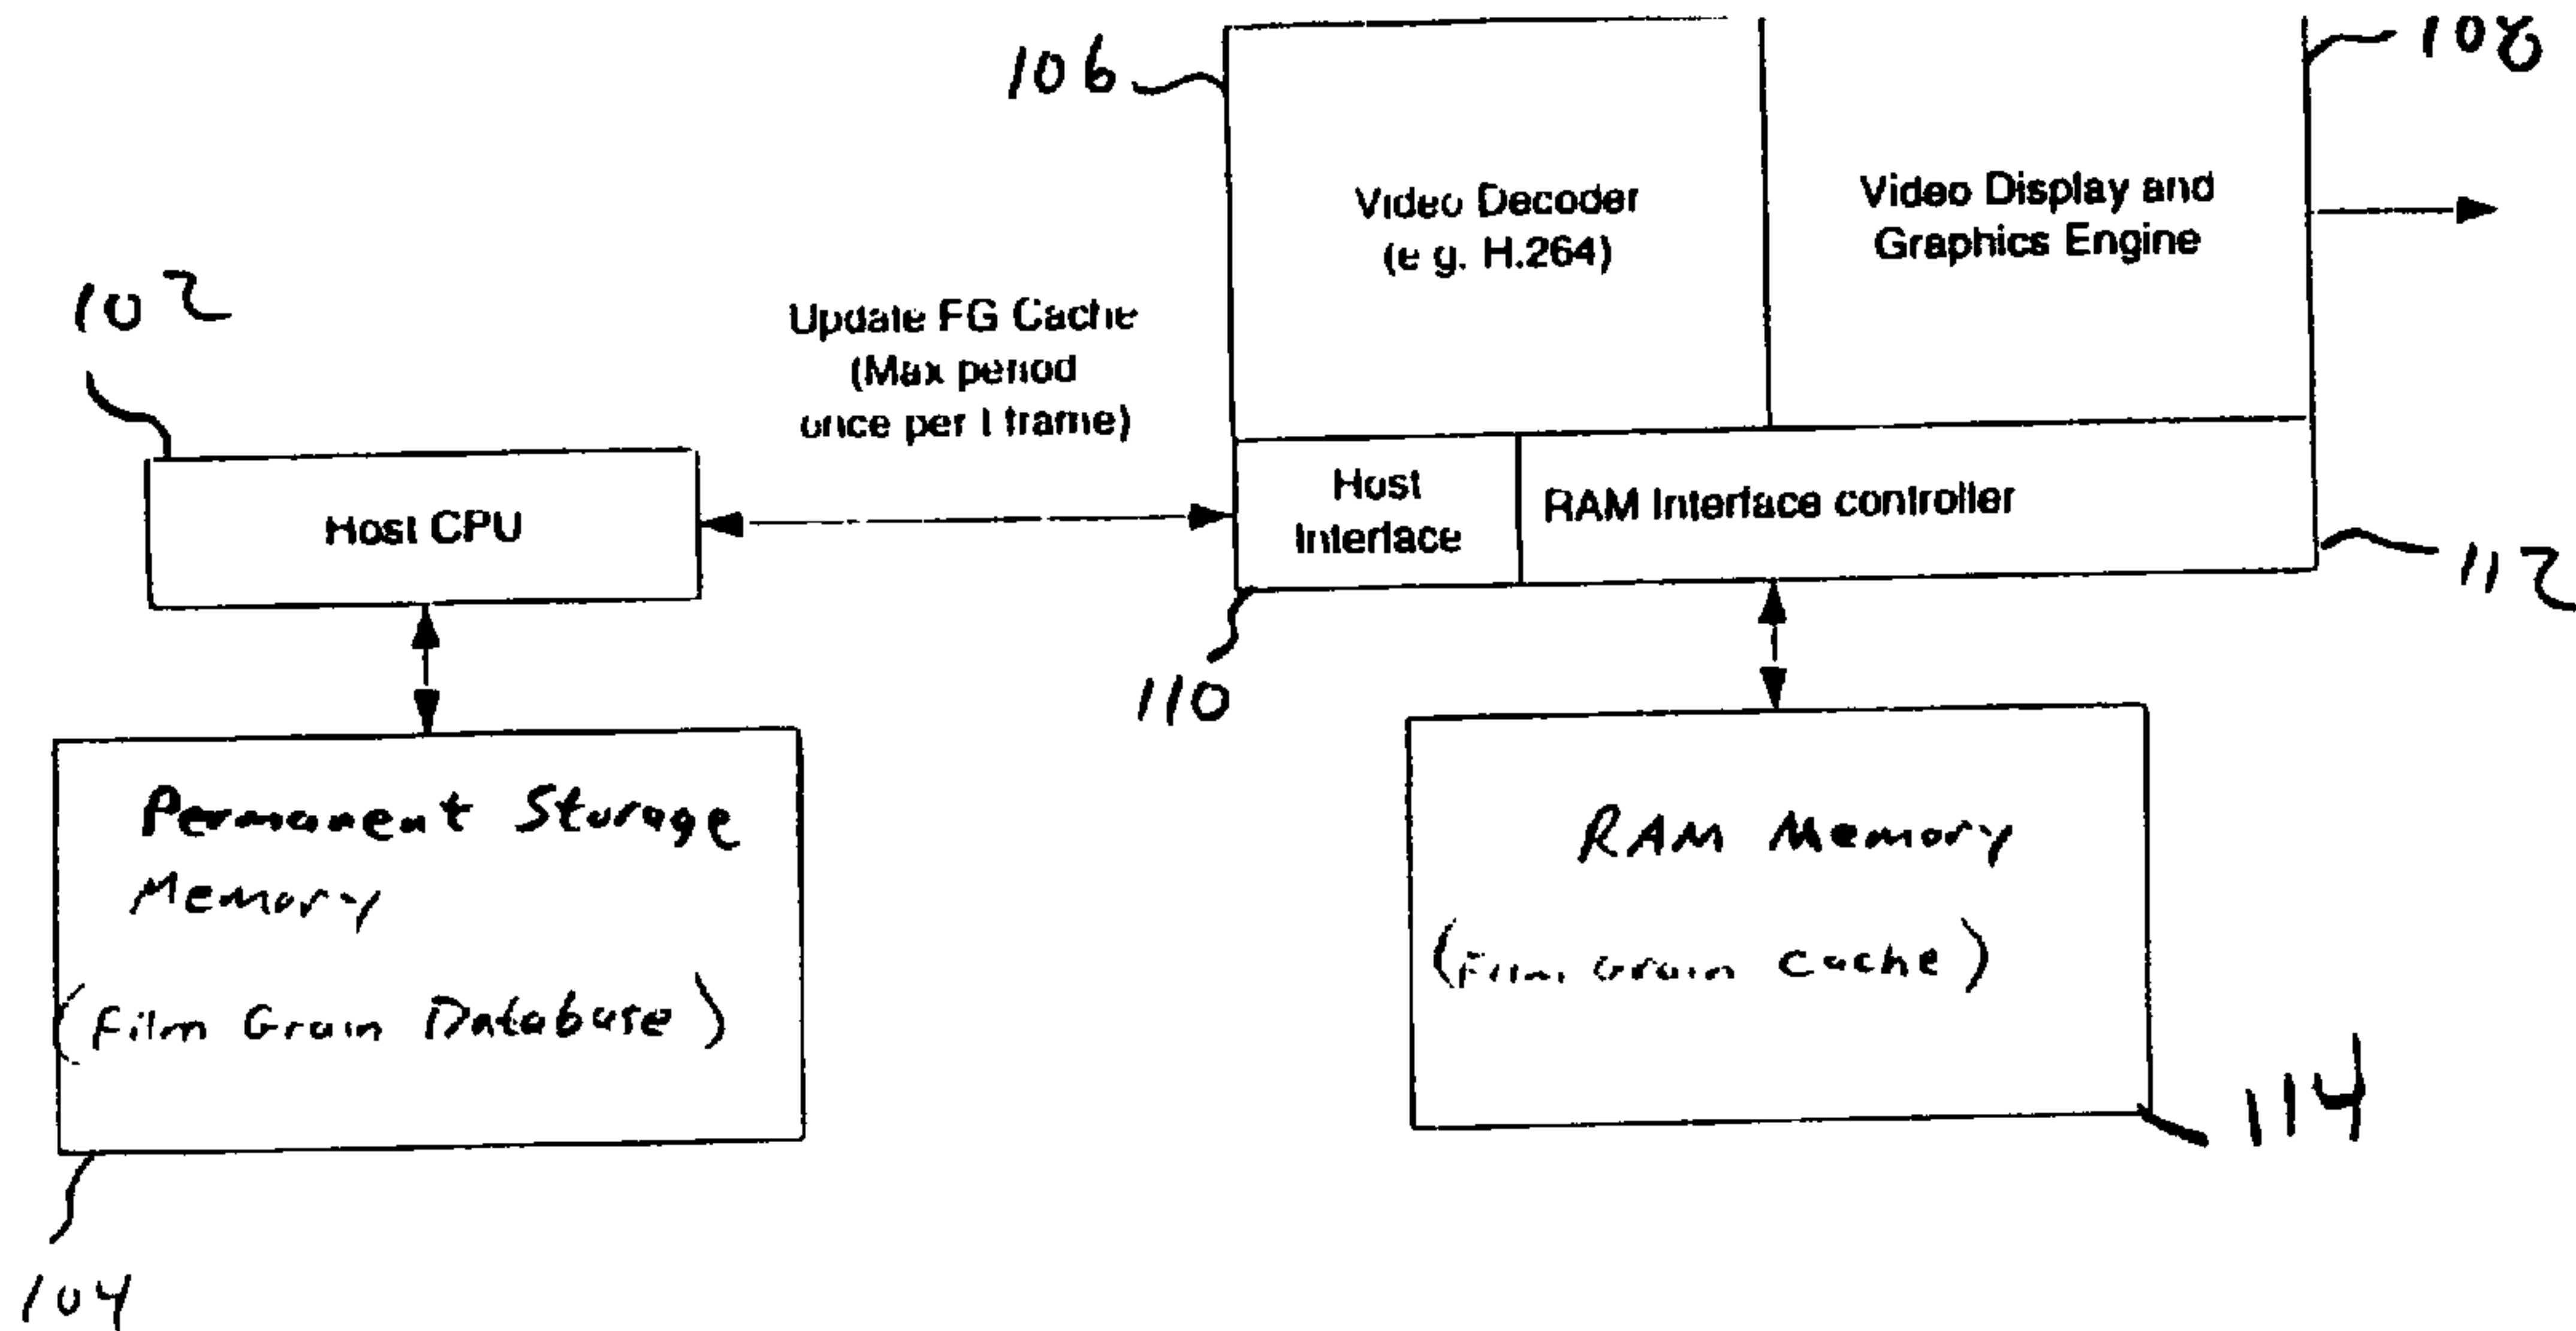 106
108
Video Decoder
(e g. H.264)
Video Display and
Graphics Engine
102
Update FG Cache
(Max period
once per I frame)
Host CPU
Host
Interface
RAM Interface controller
112
110
Permanent Storage
Memory
(Film Grain Database)
RAM Memory
(Film Grain Cache)
114
104